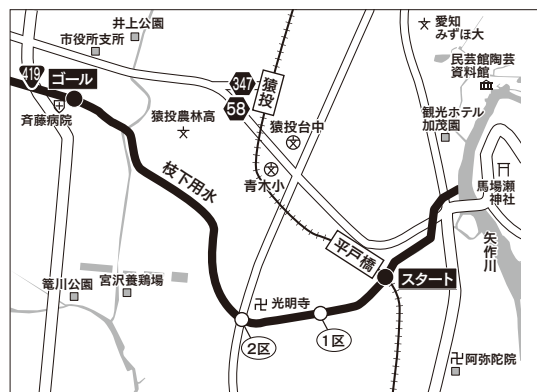 井上公園
市役所支所
419
ゴール
斉藤病院
猿投農林高
347
58
猿投
猿投台中
青木小
愛知
みずほ大
民芸館陶芸
資料館
観光ホテル
加茂園
馬場瀬
神社
矢作川
枝下用水
平戸橋
スタート
篭川公園
宮沢養鶏場
光明寺
1区
2区
阿弥陀院